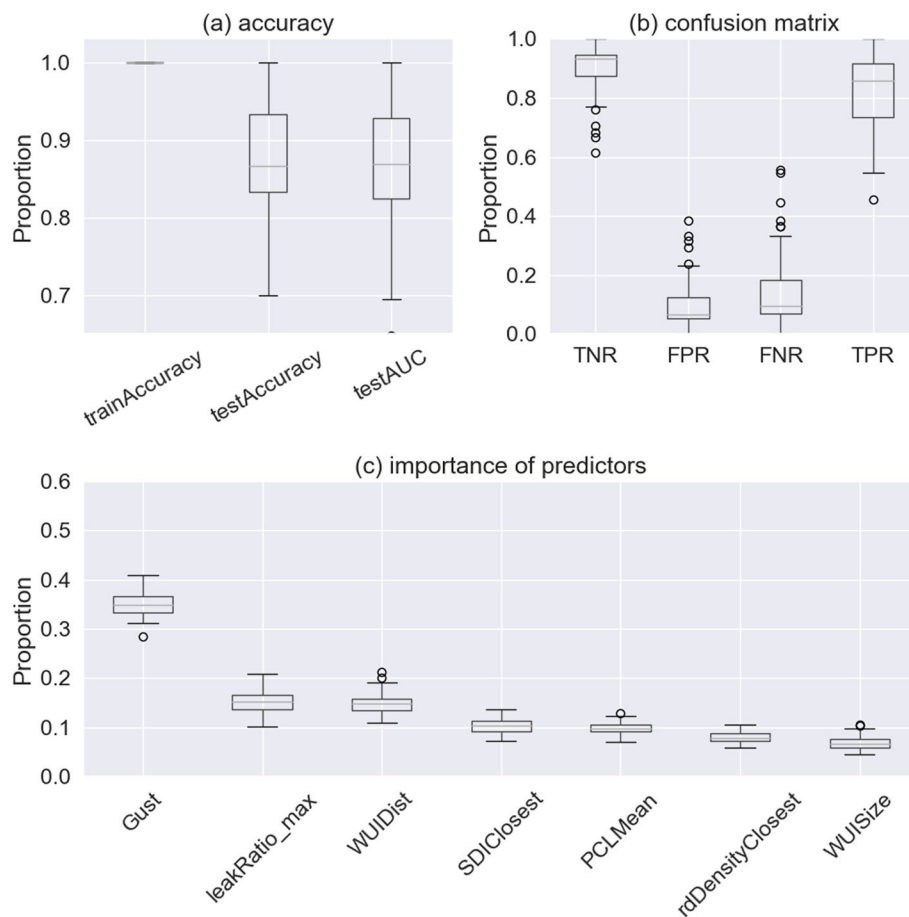 (a) accuracy
Proportion
1.0
0.9
0.8
0.7
trainAccuracy
testAccuracy
testAUC
(b) confusion matrix
Proportion
1.0
0.8
0.6
0.4
0.2
0.0
TNR
FPR
FNR
TPR
(c) importance of predictors
Proportion
0.6
0.5
0.4
0.3
0.2
0.1
0.0
Gust
leakRatio_max
WUIDist
SDIClosest
PCLMean
rdDensityClosest
WUISize